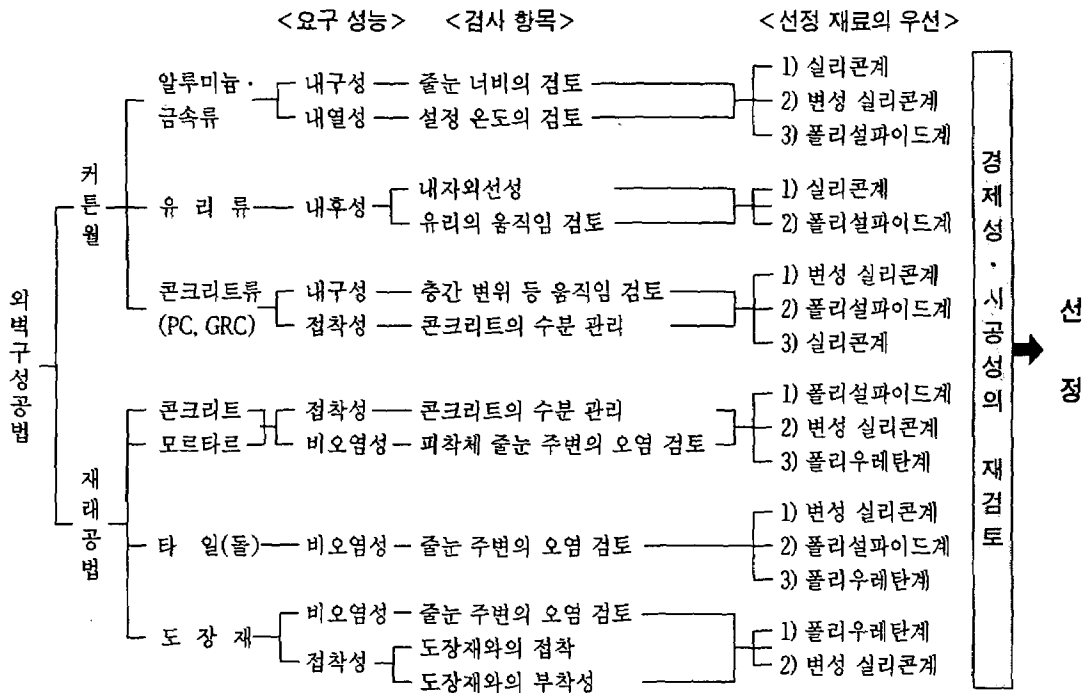 <요구 성능> <검사 항목> <선정 재료의 우선>
외벽구성공법
커튼월
알루미늄·
금속류
내구성 줄눈 너비의 검토
내열성 설정 온도의 검토
1) 실리콘계
2) 변성 실리콘계
3) 폴리설파이드계
유 리 류 내후성
내자외선성
유리의 움직임 검토
1) 실리콘계
2) 폴리설파이드계
콘크리트류
(PC, GRC)
내구성 층간 변위 등 움직임 검토
접착성 콘크리트의 수분 관리
1) 변성 실리콘계
2) 폴리설파이드계
3) 실리콘계
재래공법
콘크리트
모르타르
접착성 콘크리트의 수분 관리
비오염성 피착체 줄눈 주변의 오염 검토
1) 폴리설파이드계
2) 변성 실리콘계
3) 폴리우레탄계
타 일(돌) 비오염성 줄눈 주변의 오염 검토
1) 변성 실리콘계
2) 폴리설파이드계
3) 폴리우레탄계
도 장 재
비오염성 줄눈 주변의 오염 검토
접착성
도장재와의 접착
도장재와의 부착성
1) 폴리우레탄계
2) 변성 실리콘계
경제성·시공성의 재검토
선 정